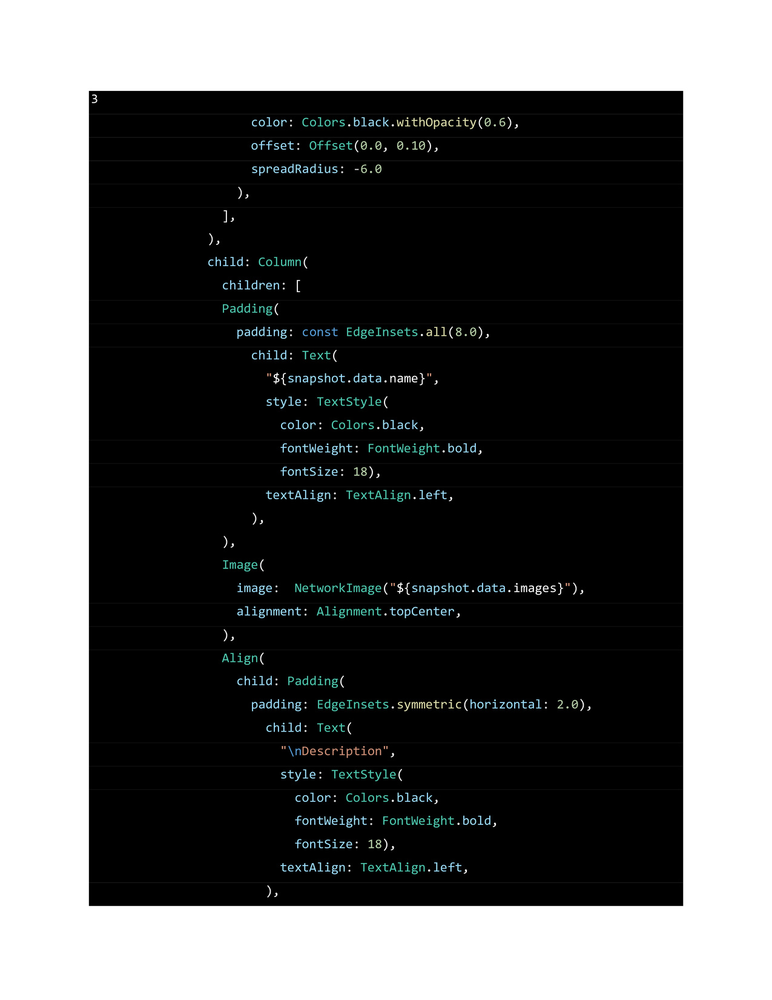 3
color: Colors.black.withOpacity(0.6),
offset: Offset(0.0, 0.10),
spreadRadius: -6.0
),
],
),
child: Column(
children: [
Padding(
padding: const EdgeInsets.all(8.0),
child: Text(
"${snapshot.data.name}",
style: TextStyle(
color: Colors.black,
fontWeight: FontWeight.bold,
fontSize: 18),
textAlign: TextAlign.left,
),
),
Image(
image:  NetworkImage("${snapshot.data.images}"),
alignment: Alignment.topCenter,
),
Align(
child: Padding(
padding: EdgeInsets.symmetric(horizontal: 2.0),
child: Text(
"\nDescription",
style: TextStyle(
color: Colors.black,
fontWeight: FontWeight.bold,
fontSize: 18),
textAlign: TextAlign.left,
),